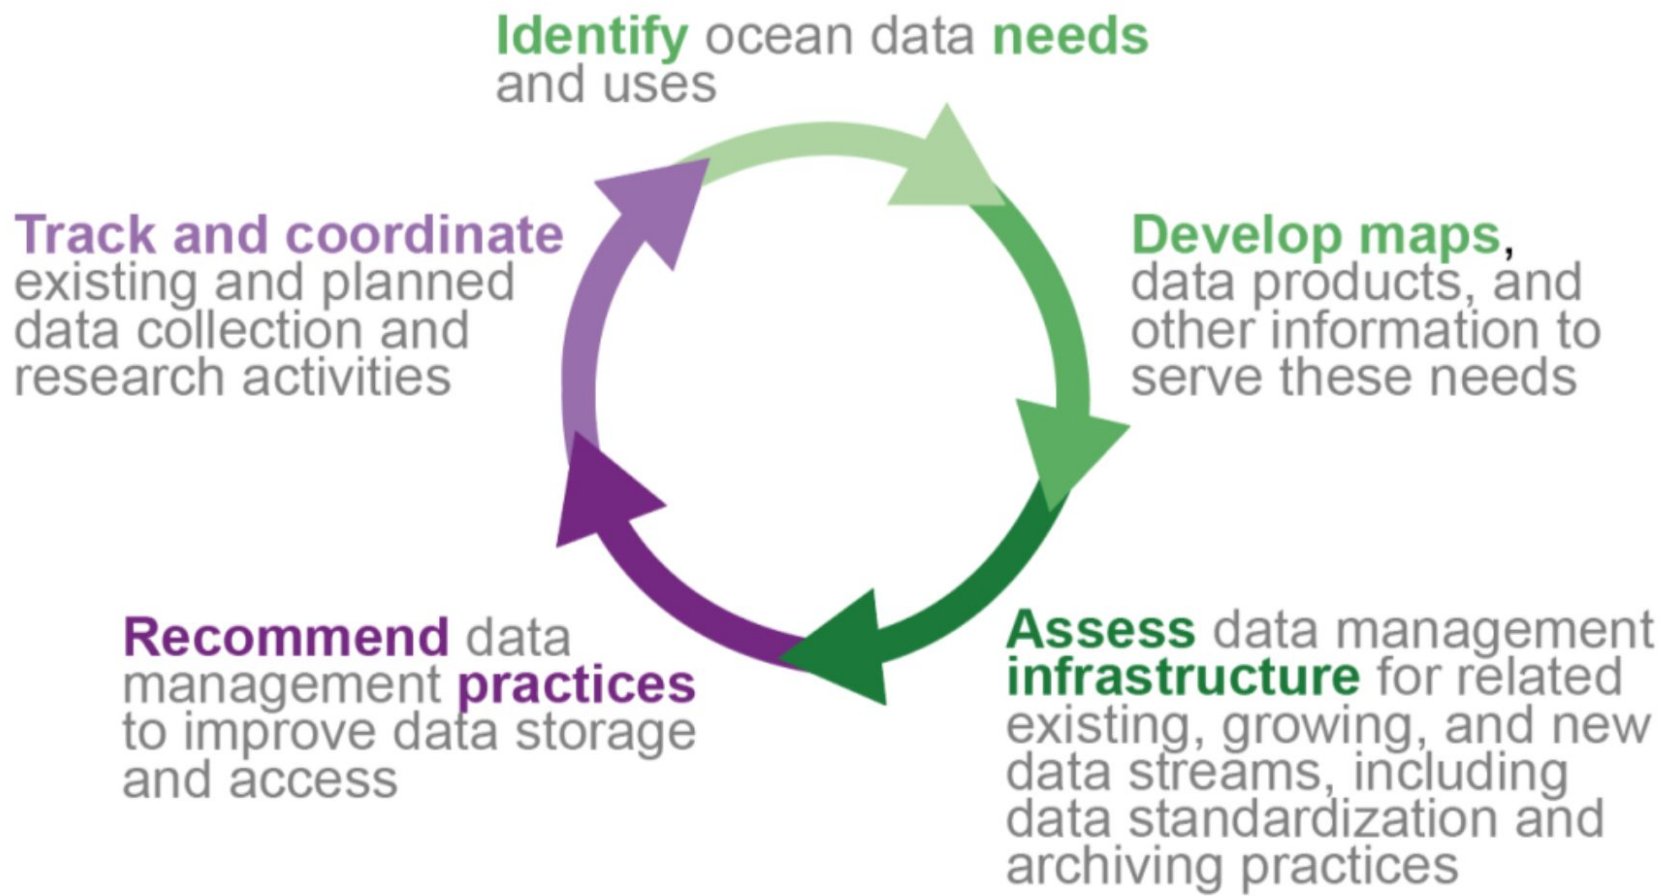 Identify ocean data needs
and uses
Develop maps,
data products, and
other information to
serve these needs
Assess data management
infrastructure for related
existing, growing, and new
data streams, including
data standardization and
archiving practices
Recommend data
management practices
to improve data storage
and access
Track and coordinate
existing and planned
data collection and
research activities